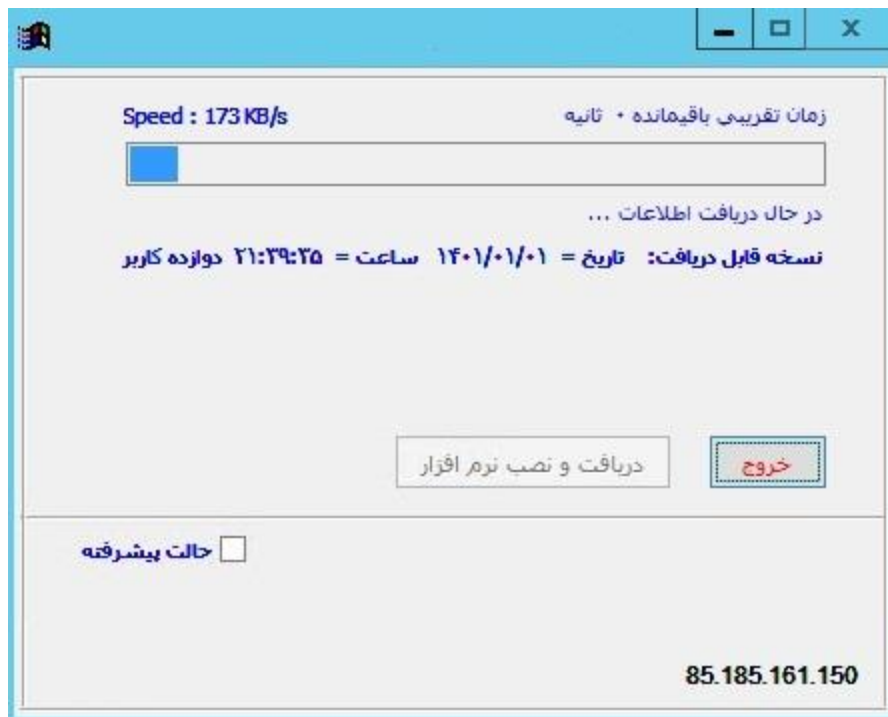 زمان تقریبی باقیمانده ۰ ثانیه Speed : 173 KB/s
در حال دریافت اطلاعات ...
نسخه قابل دریافت: تاریخ = ۱۴۰۱/۰۱/۰۱ ساعت = ۲۱:۳۹:۳۵ دوازده کاربر
خروج دریافت و نصب نرم افزار
حالت پیشرفته
85.185.161.150